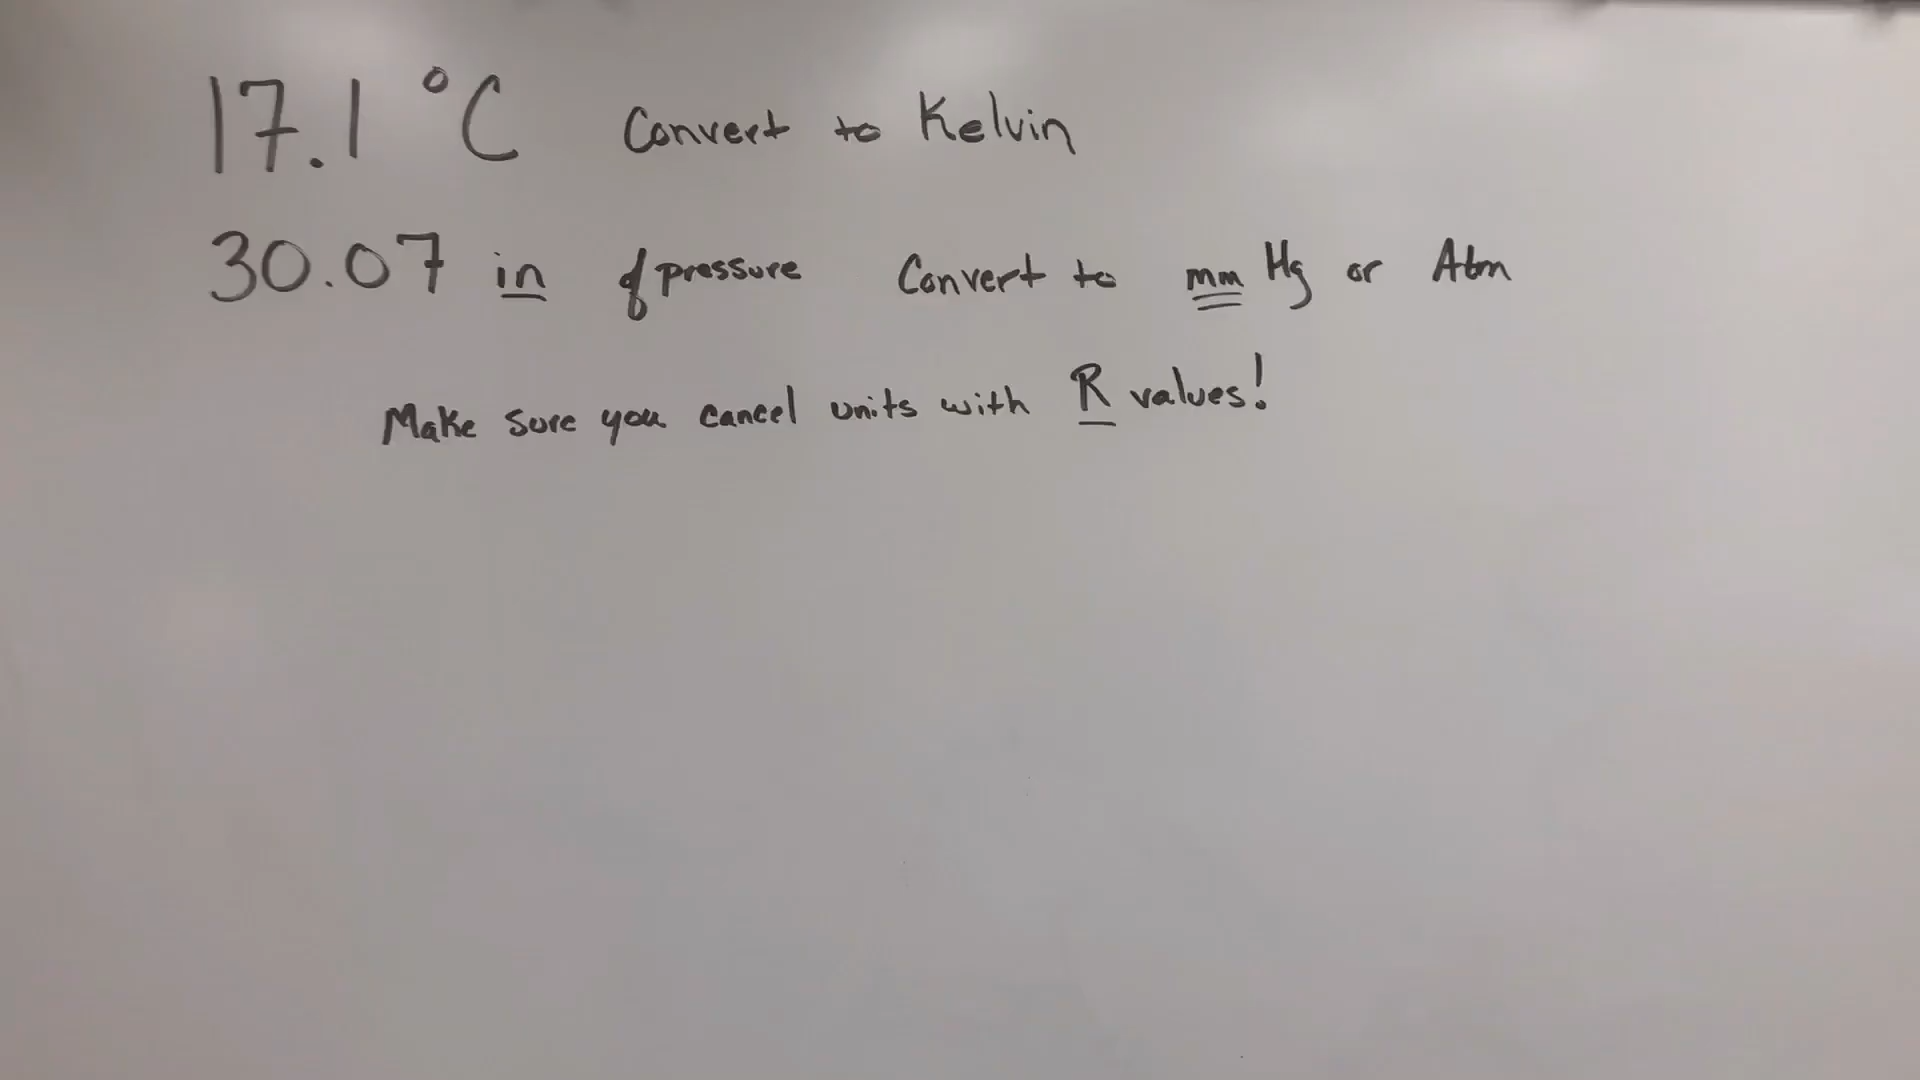 17.1 °C Convert to Kelvin
30.07 in of pressure Convert to mm Hg or Atm
Make sure you cancel units with R values!